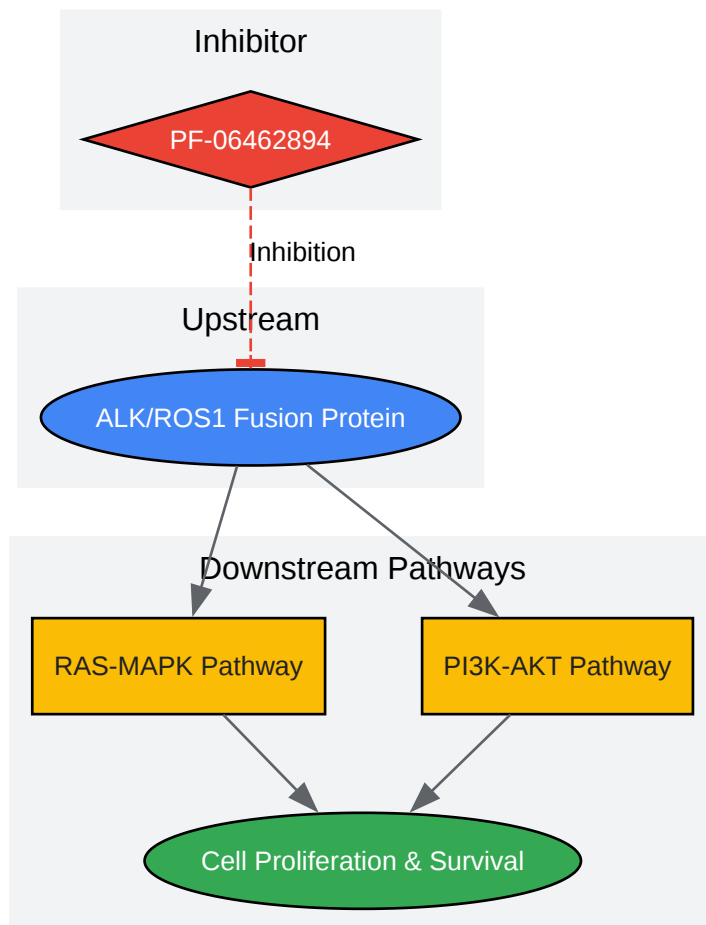 Inhibitor
PF-06462894
Inhibition
Upstream
ALK/ROS1 Fusion Protein
Downstream Pathways
RAS-MAPK Pathway
PI3K-AKT Pathway
Cell Proliferation & Survival